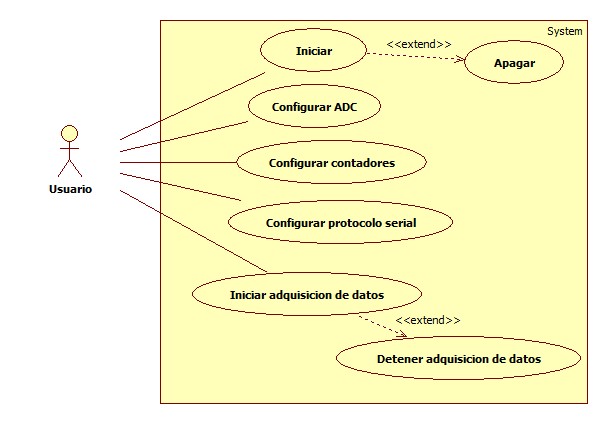 System
Iniciar
<<extend>>
Apagar
Configurar ADC
Configurar contadores
Usuario
Configurar protocolo serial
Iniciar adquisicion de datos
<<extend>>
Detener adquisicion de datos